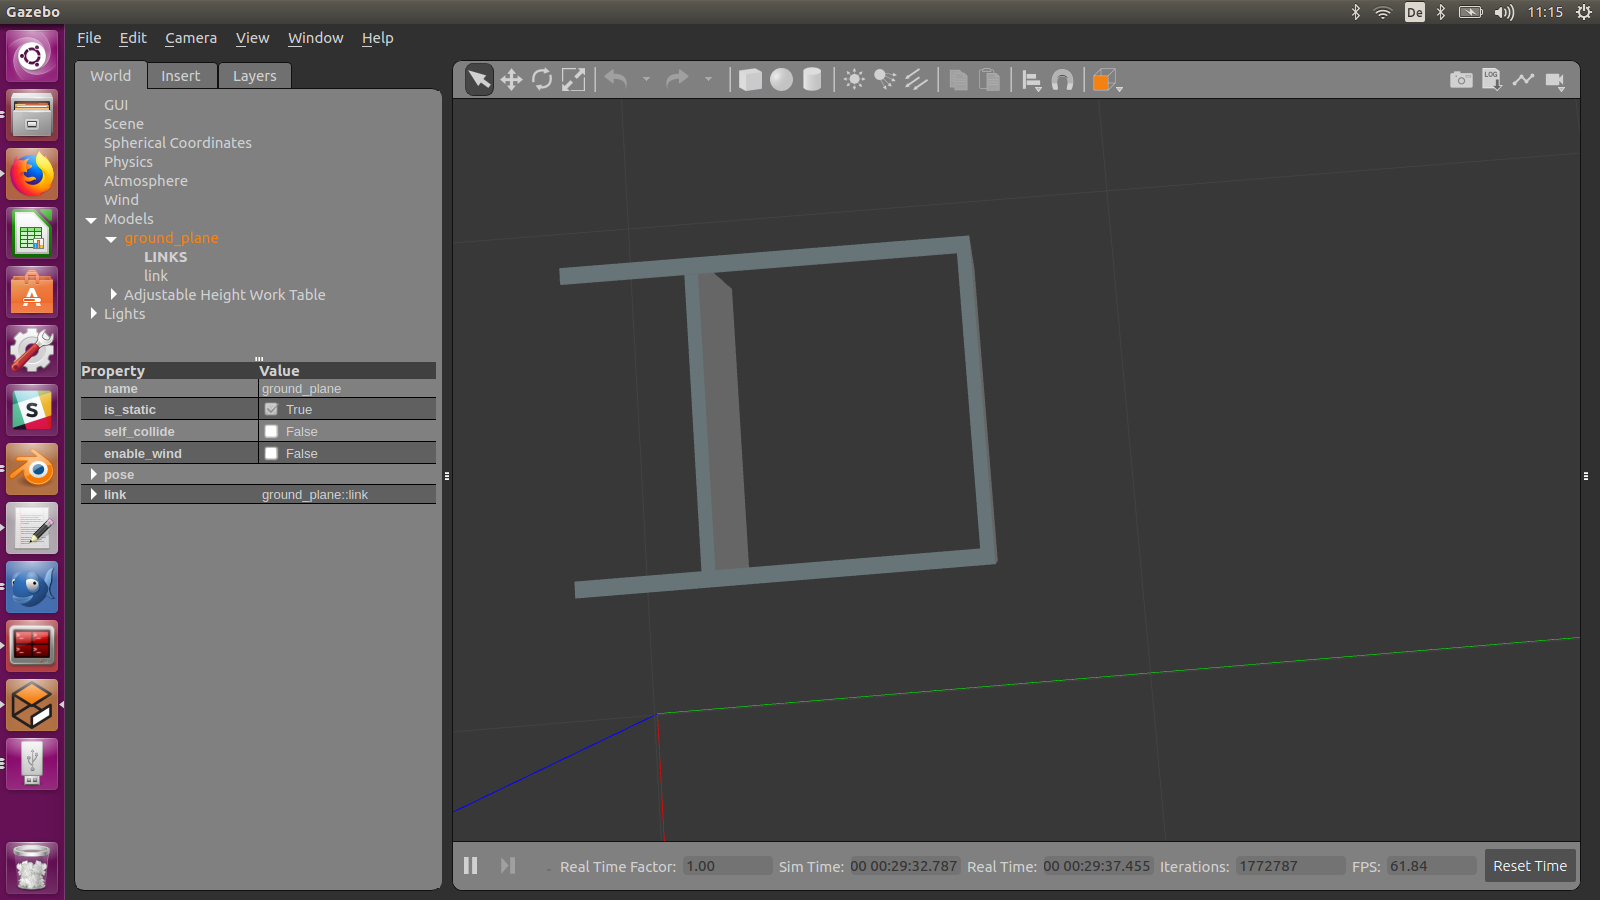 Gazebo De 11:15
File Edit Camera View Window Help
World Insert Layers LOG
GUI
Scene
Spherical Coordinates
Physics
Atmosphere
Wind
Models
ground_plane
LINKS
link
Adjustable Height Work Table
Lights
Property Value
name ground_plane
is_static True
self_collide False
enable_wind False
pose
link ground_plane::link
S
Real Time Factor: 1.00 Sim Time: 00 00:29:32.787 Real Time: 00 00:29:37.455 Iterations: 1772787 FPS: 61.84 Reset Time